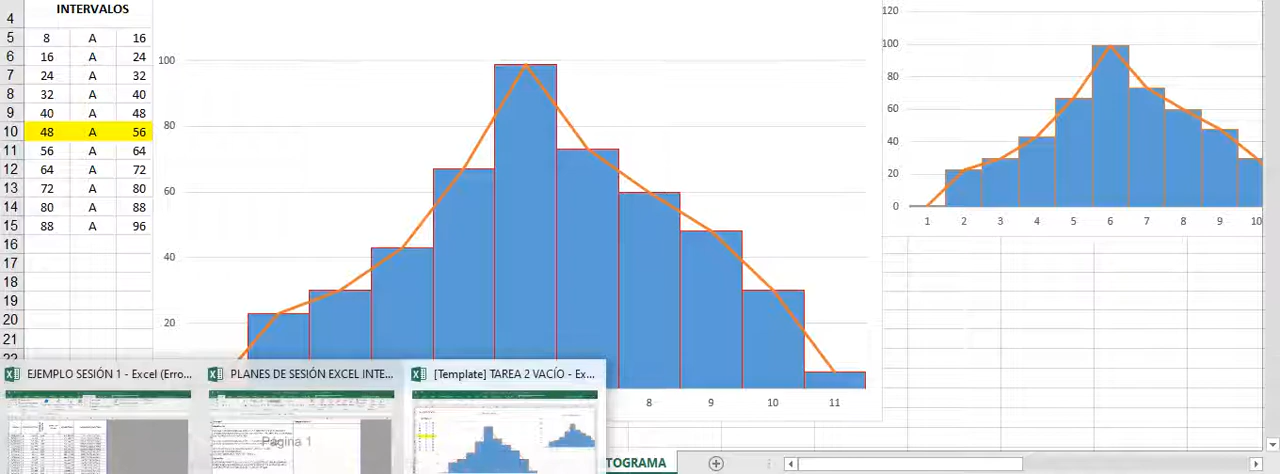 4 INTERVALOS
5 8 A 16
6 16 A 24
7 24 A 32
8 32 A 40
9 40 A 48
10 48 A 56
11 56 A 64
12 64 A 72
13 72 A 80
14 80 A 88
15 88 A 96
16
17
18
19
20
21
22
100
80
60
40
20
8 9 10 11
120
100
80
60
40
20
0
1 2 3 4 5 6 7 8 9 10
EJEMPLO SESIÓN 1 - Excel (Erro...
PLANES DE SESIÓN EXCEL INTE...
[Template] TAREA 2 VACÍO - Ex...
Página 1
TOGRAMA